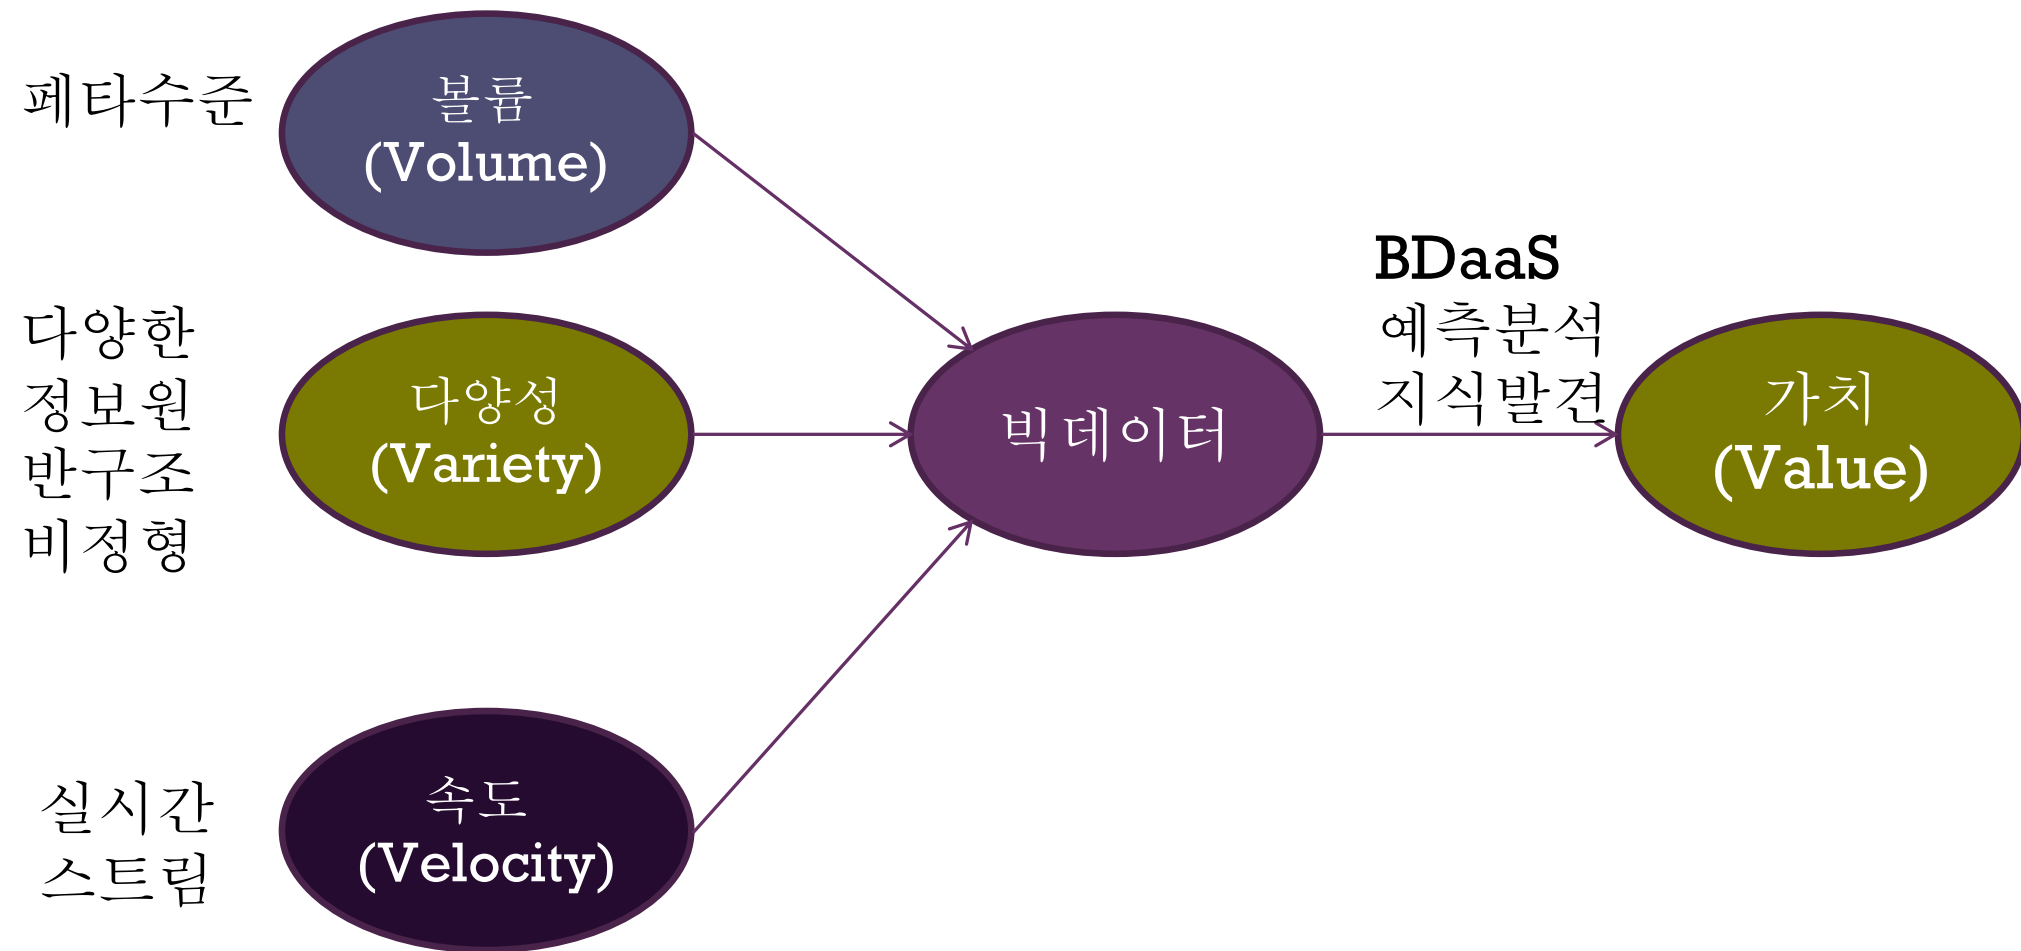 페타수준
볼륨
(Volume)
다양한
정보원
반구조
비정형
다양성
(Variety)
실시간
스트림
속도
(Velocity)
빅데이터
BDaaS
예측분석
지식발견
가치
(Value)